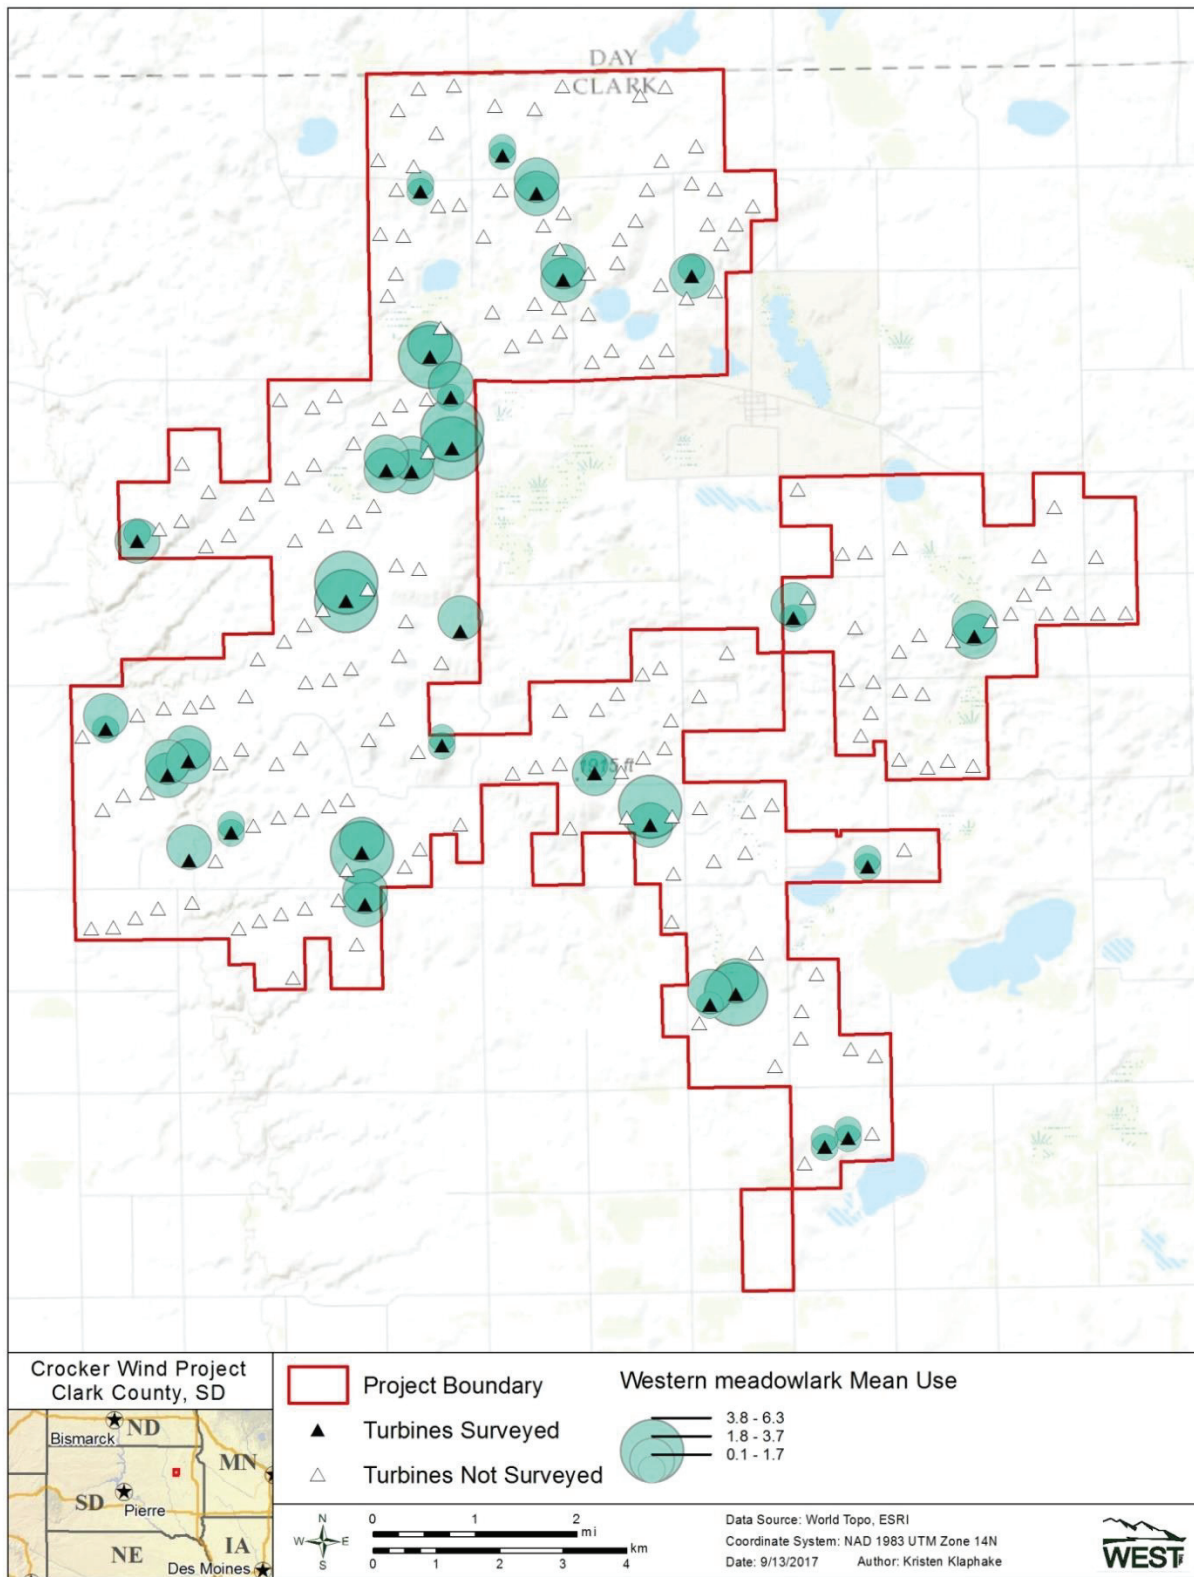 DAY
CLARK
1915 ft
Crocker Wind Project
Clark County, SD
ND
Bismarck
MN
SD
Pierre
IA
NE
Des Moines
Project Boundary
Turbines Surveyed
Turbines Not Surveyed
Western meadowlark Mean Use
3.8 - 6.3
1.8 - 3.7
0.1 - 1.7
N
W E
S
0 1 2
mi
0 1 2 3 4 km
Data Source: World Topo, ESRI
Coordinate System: NAD 1983 UTM Zone 14N
Date: 9/13/2017 Author: Kristen Klaphake
WEST